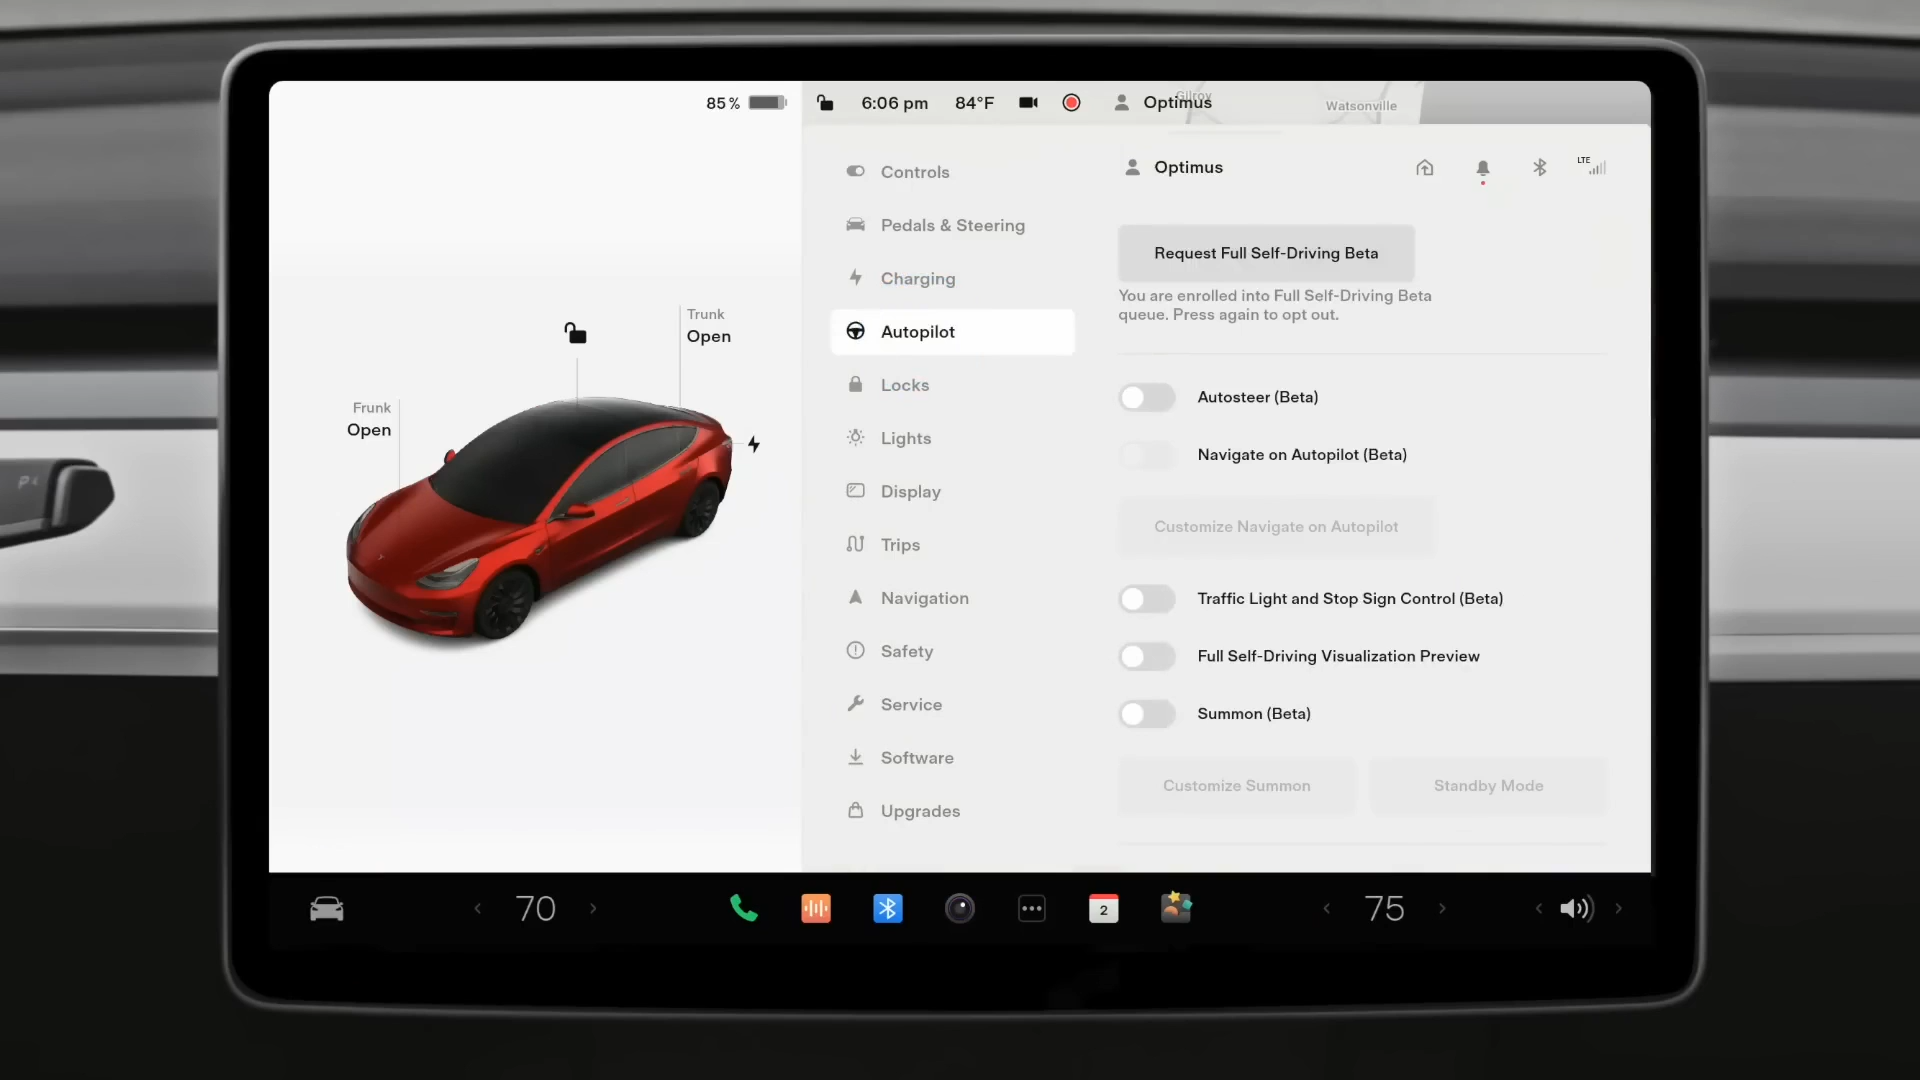 85 %
6:06 pm
84°F
Optimus
Gilroy
Watsonville
Trunk
Open
Frunk
Open
Controls
Pedals & Steering
Charging
Autopilot
Locks
Lights
Display
Trips
Navigation
Safety
Service
Software
Upgrades
Optimus
LTE
Request Full Self-Driving Beta
You are enrolled into Full Self-Driving Beta
queue. Press again to opt out.
Autosteer (Beta)
Navigate on Autopilot (Beta)
Customize Navigate on Autopilot
Traffic Light and Stop Sign Control (Beta)
Full Self-Driving Visualization Preview
Summon (Beta)
Customize Summon
Standby Mode
P
70
2
75